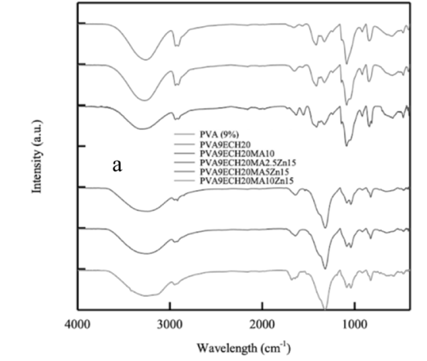 Intensity (a.u.)
a
PVA (9%)
PVA9ECH20
PVA9ECH20MA10
PVA9ECH20MA2.5Zn15
PVA9ECH20MA5Zn15
PVA9ECH20MA10Zn15
4000 3000 2000 1000
Wavelength (cm⁻¹)